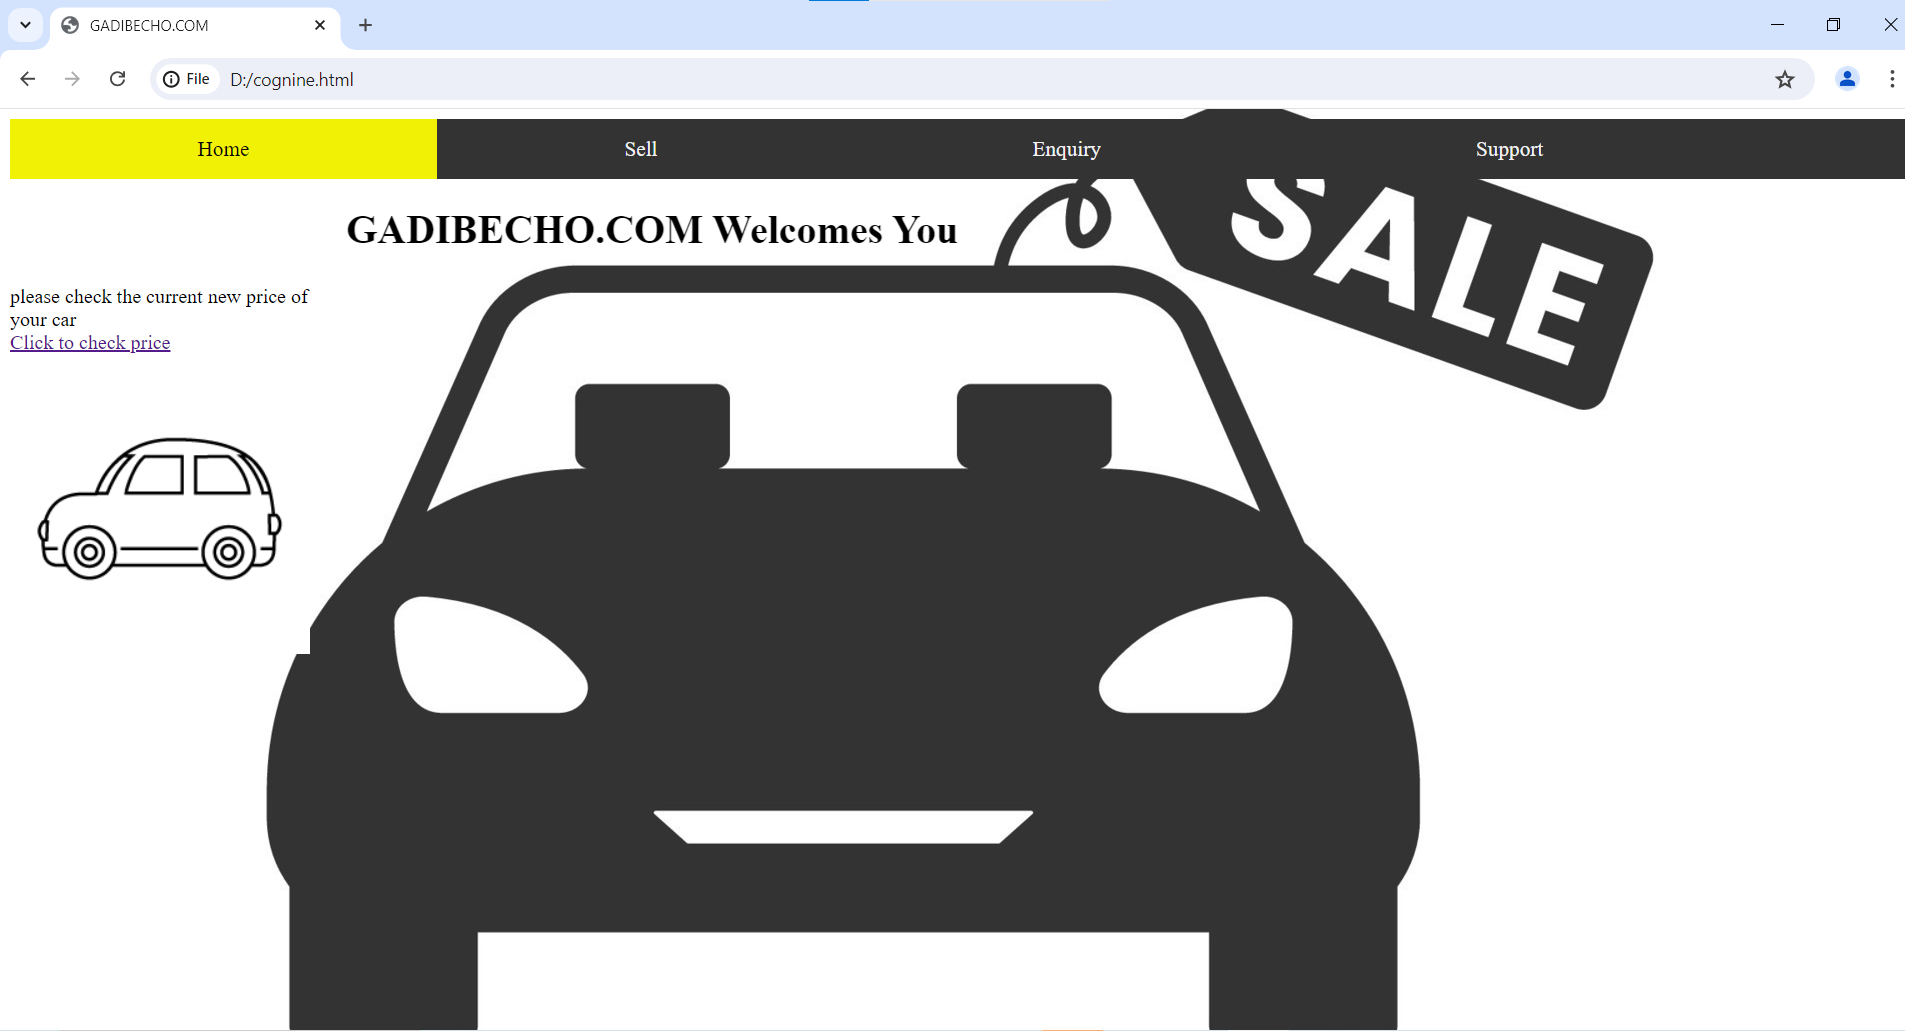 GADIBECHO.COM
File D:/cognine.html
Home Sell Enquiry Support
SALE
GADIBECHO.COM Welcomes You
please check the current new price of
your car
Click to check price